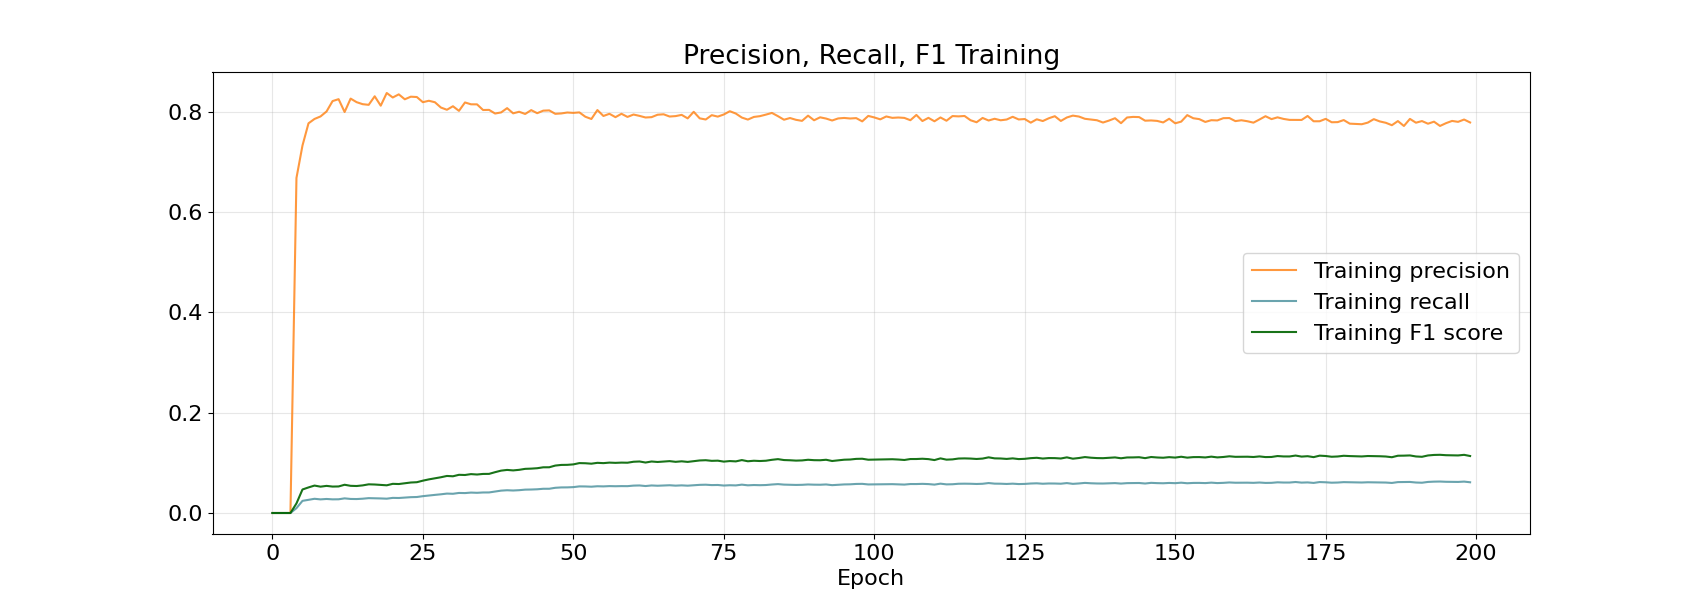 Precision, Recall, F1 Training
0.8
0.6
0.4
0.2
0.0
Training precision
Training recall
Training F1 score
0 25 50 75 100 125 150 175 200
Epoch